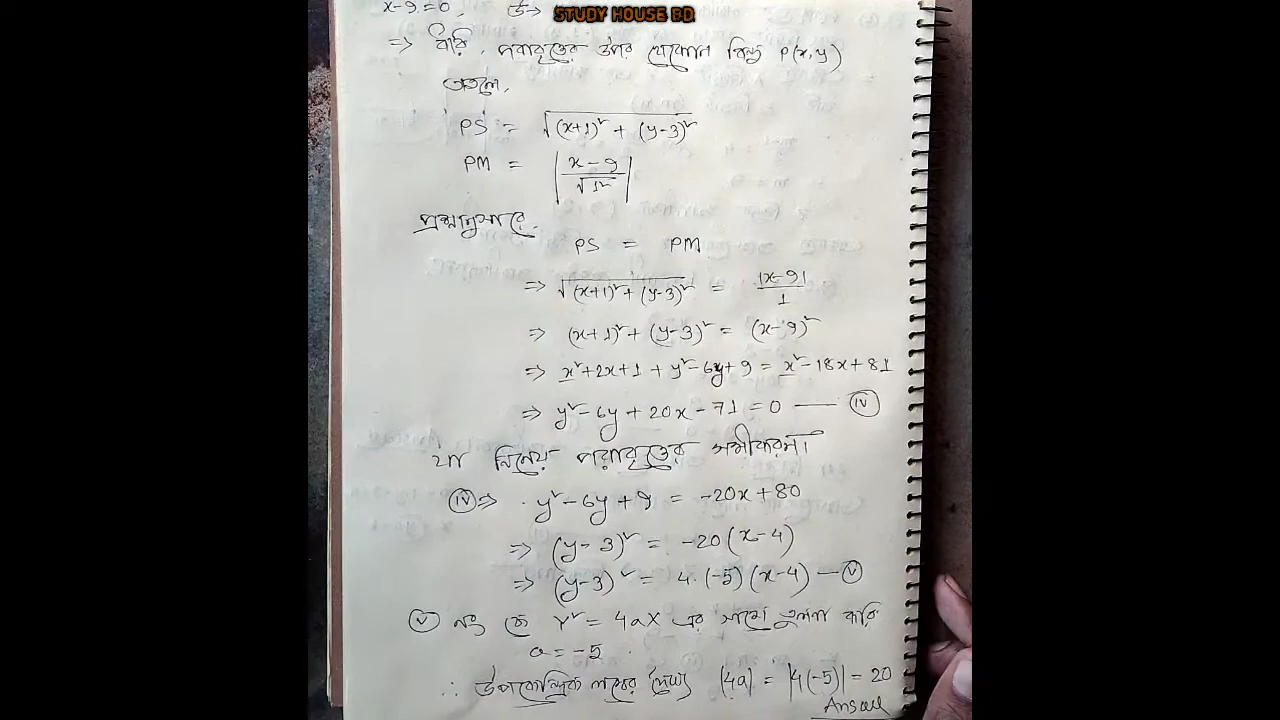 x-9=0,
STUDY HOUSE BD
⇒ ধরি, পরাবৃত্তের উপর যেকোন বিন্দু P(x,y)
তাহলে,
PS = √(x+1)² + (y-3)²
PM = |x-9/√1²|
প্রশ্নানুসারে,
PS = PM
⇒ √(x+1)²+(y-3)² = |x-9|/1
⇒ (x+1)²+(y-3)² = (x-9)²
⇒ x²+2x+1+y²-6y+9 = x²-18x+81
⇒ y²-6y+20x-71=0 — (iv)
যা নির্ণেয় পরাবৃত্তের সমীকরণ।
(iv)⇒ y²-6y+9 = -20x+80
⇒ (y-3)² = -20(x-4)
⇒ (y-3)² = 4.(-5)(x-4) — (v)
(v) নং কে Y² = 4aX এর সাথে তুলনা করি
a = -5
∴ উপকেন্দ্রিক লম্বের দৈর্ঘ্য |4a| = |4(-5)| = 20